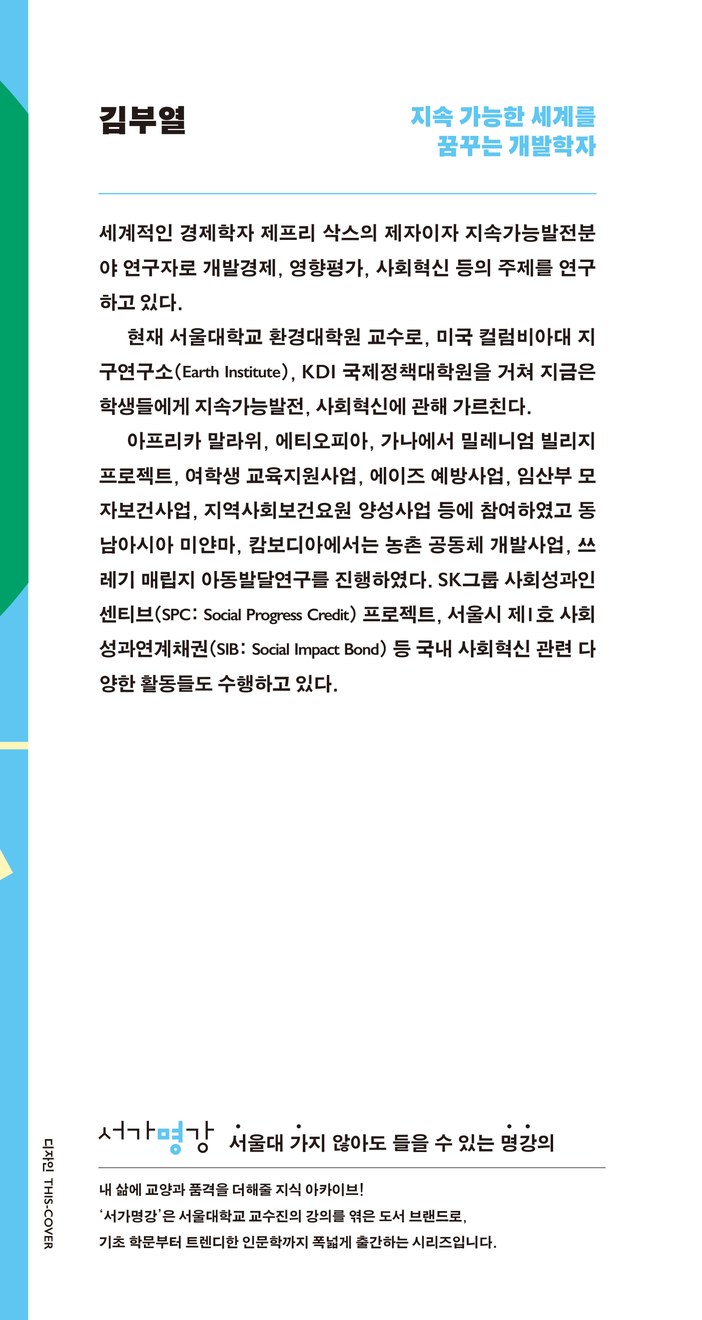 김부열
지속 가능한 세계를
꿈꾸는 개발학자
세계적인 경제학자 제프리 삭스의 제자이자 지속가능발전분
야 연구자로 개발경제, 영향평가, 사회혁신 등의 주제를 연구
하고 있다.
현재 서울대학교 환경대학원 교수로, 미국 컬럼비아대 지
구연구소(Earth Institute), KDI 국제정책대학원을 거쳐 지금은
학생들에게 지속가능발전, 사회혁신에 관해 가르친다.
아프리카 말라위, 에티오피아, 가나에서 밀레니엄 빌리지
프로젝트, 여학생 교육지원사업, 에이즈 예방사업, 임산부 모
자보건사업, 지역사회보건요원 양성사업 등에 참여하였고 동
남아시아 미얀마, 캄보디아에서는 농촌 공동체 개발사업, 쓰
레기 매립지 아동발달연구를 진행하였다. SK그룹 사회성과인
센티브(SPC: Social Progress Credit) 프로젝트, 서울시 제1호 사회
성과연계채권(SIB: Social Impact Bond) 등 국내 사회혁신 관련 다
양한 활동들도 수행하고 있다.
서가명강 서울대 가지 않아도 들을 수 있는 명강의
내 삶에 교양과 품격을 더해줄 지식 아카이브!
‘서가명강’은 서울대학교 교수진의 강의를 엮은 도서 브랜드로,
기초 학문부터 트렌디한 인문학까지 폭넓게 출간하는 시리즈입니다.
디자인 THIS-COVER